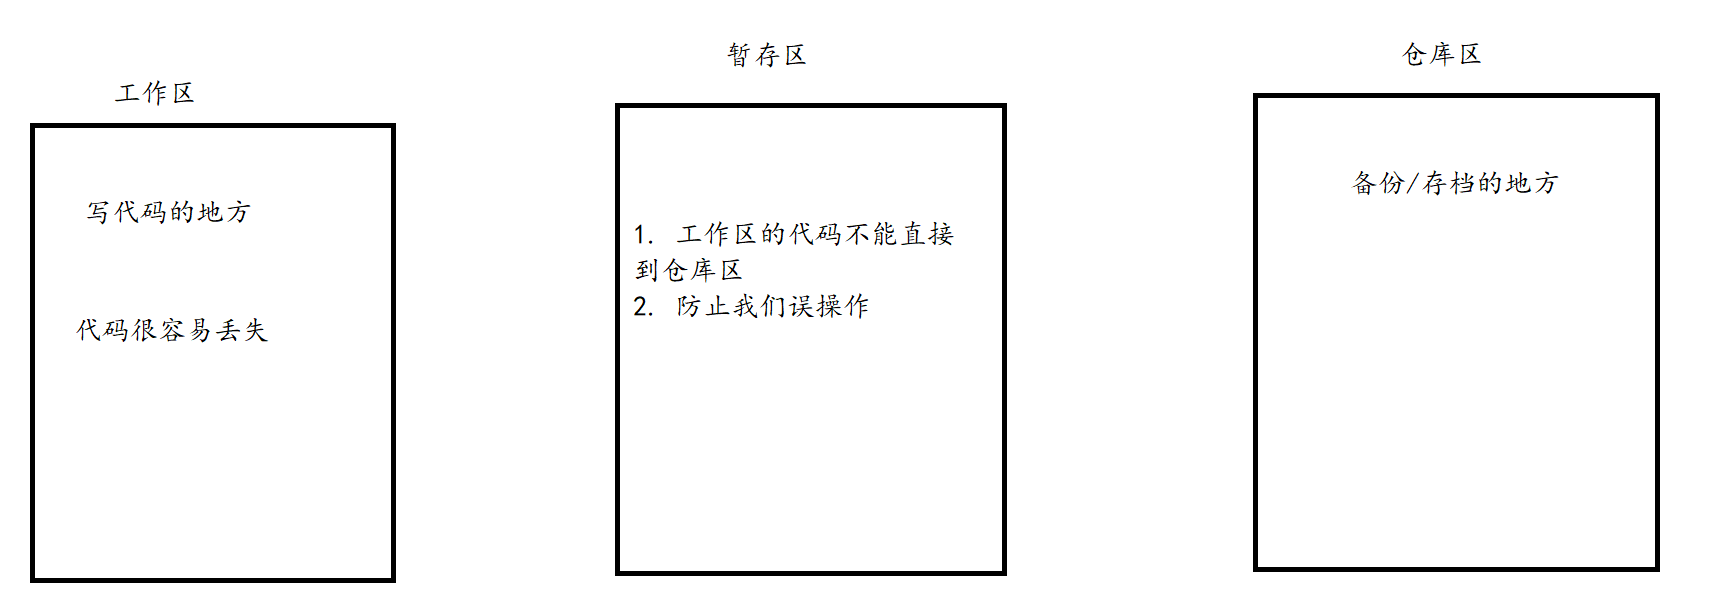 工作区
写代码的地方
代码很容易丢失
暂存区
1. 工作区的代码不能直接
到仓库区
2. 防止我们误操作
仓库区
备份/存档的地方